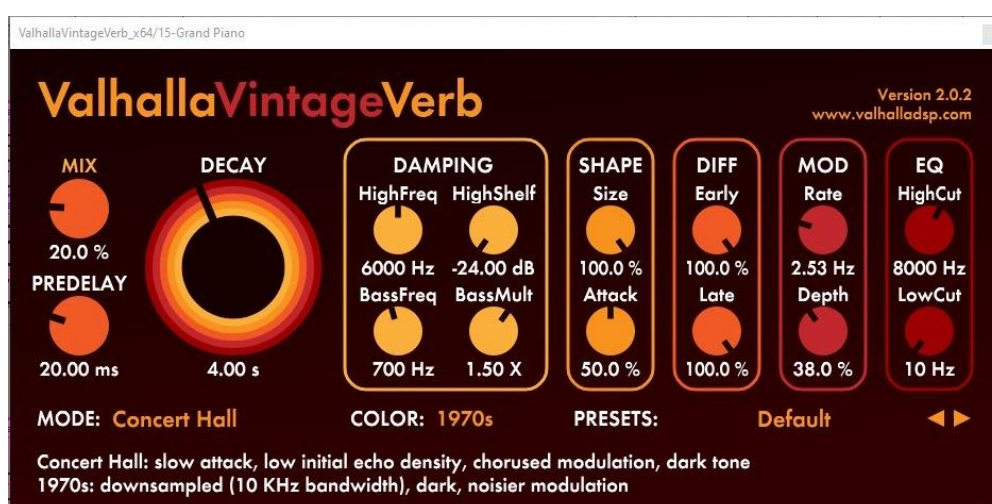 ValhallaVintageVerb_x64/15-Grand Piano
ValhallaVintageVerb
Version 2.0.2
www.valhalladsp.com
MIX
20.0 %
PREDELAY
20.00 ms
DECAY
4.00 s
DAMPING
HighFreq HighShelf
6000 Hz -24.00 dB
BassFreq BassMult
700 Hz 1.50 X
SHAPE
Size
100.0 %
Attack
50.0 %
DIFF
Early
100.0 %
Late
100.0 %
MOD
Rate
2.53 Hz
Depth
38.0 %
EQ
HighCut
8000 Hz
LowCut
10 Hz
MODE: Concert Hall COLOR: 1970s PRESETS: Default
Concert Hall: slow attack, low initial echo density, chorused modulation, dark tone
1970s: downsampled (10 KHz bandwidth), dark, noisier modulation